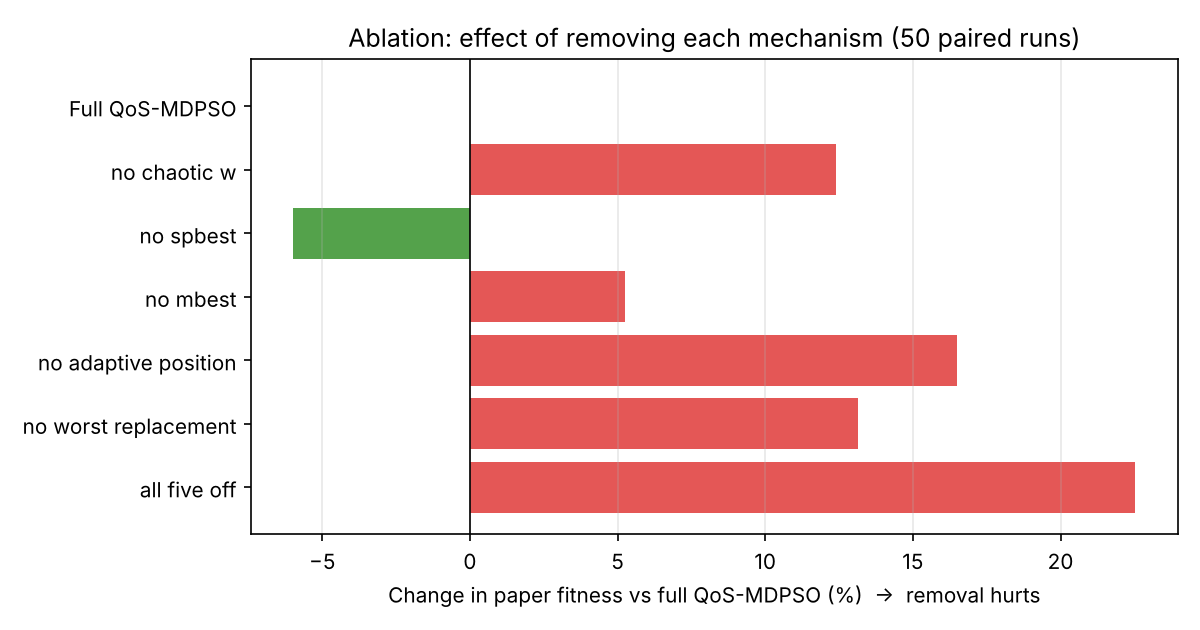 Ablation: effect of removing each mechanism (50 paired runs)
Full QoS-MDPSO
no chaotic w
no spbest
no mbest
no adaptive position
no worst replacement
all five off
−5 0 5 10 15 20
Change in paper fitness vs full QoS-MDPSO (%) → removal hurts